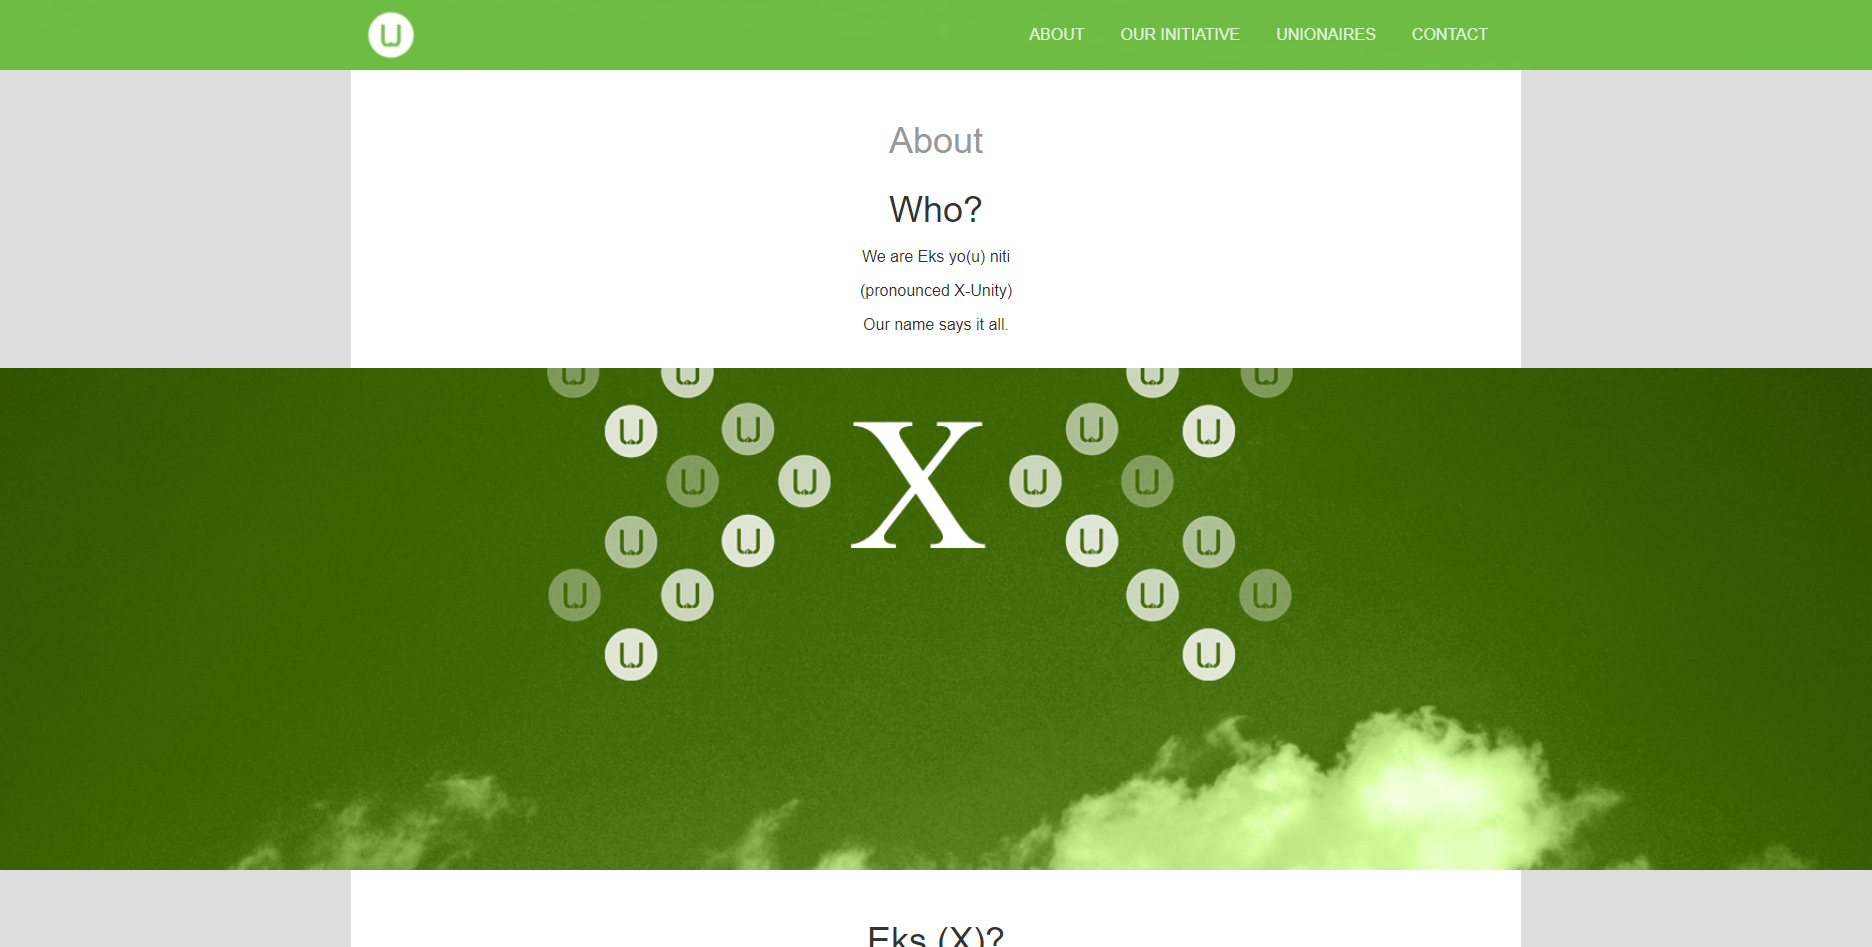 U
ABOUT OUR INITIATIVE UNIONAIRES CONTACT
About
Who?
We are Eks yo(u) niti
(pronounced X-Unity)
Our name says it all.
X
Eks (X)?